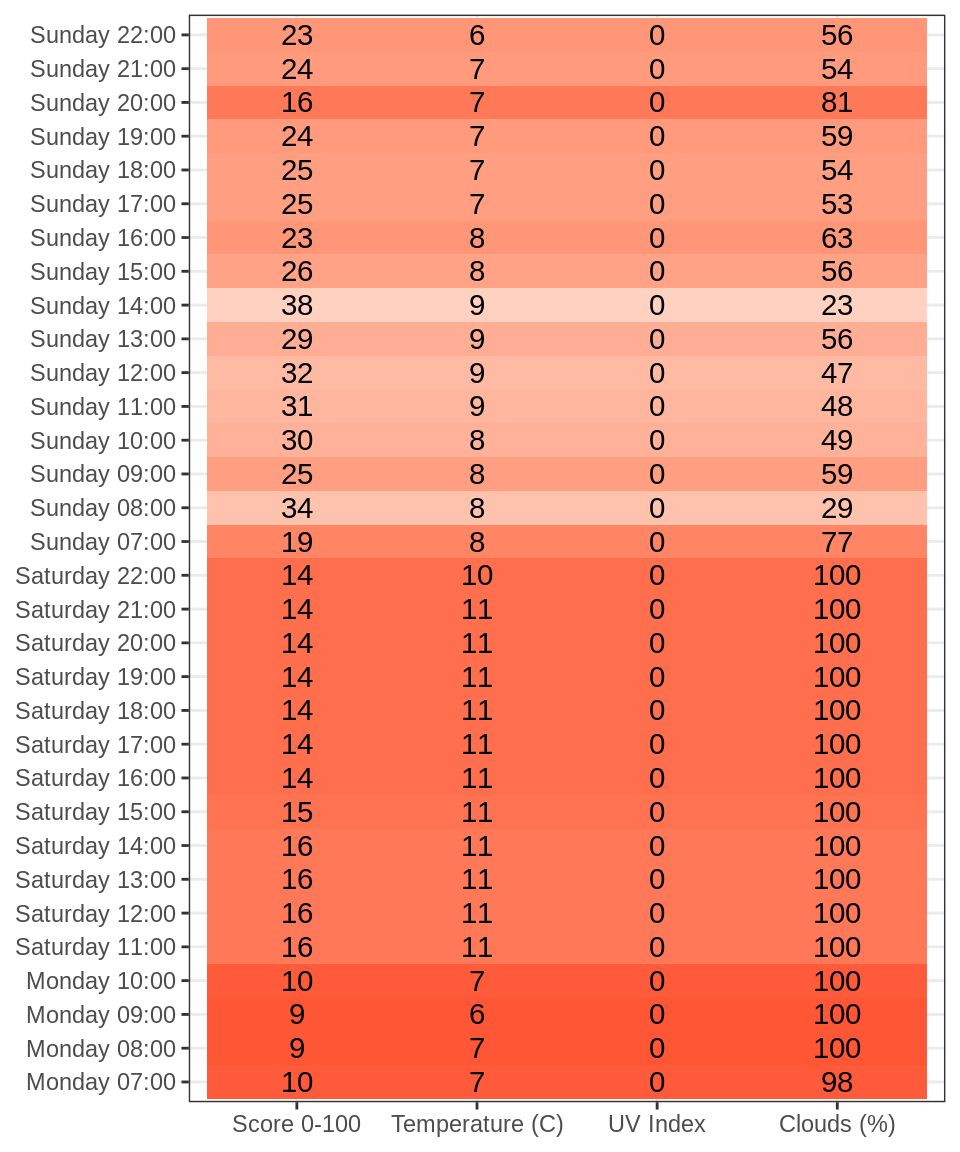 Sunday 22:00 23 6 0 56
Sunday 21:00 24 7 0 54
Sunday 20:00 16 7 0 81
Sunday 19:00 24 7 0 59
Sunday 18:00 25 7 0 54
Sunday 17:00 25 7 0 53
Sunday 16:00 23 8 0 63
Sunday 15:00 26 8 0 56
Sunday 14:00 38 9 0 23
Sunday 13:00 29 9 0 56
Sunday 12:00 32 9 0 47
Sunday 11:00 31 9 0 48
Sunday 10:00 30 8 0 49
Sunday 09:00 25 8 0 59
Sunday 08:00 34 8 0 29
Sunday 07:00 19 8 0 77
Saturday 22:00 14 10 0 100
Saturday 21:00 14 11 0 100
Saturday 20:00 14 11 0 100
Saturday 19:00 14 11 0 100
Saturday 18:00 14 11 0 100
Saturday 17:00 14 11 0 100
Saturday 16:00 14 11 0 100
Saturday 15:00 15 11 0 100
Saturday 14:00 16 11 0 100
Saturday 13:00 16 11 0 100
Saturday 12:00 16 11 0 100
Saturday 11:00 16 11 0 100
Monday 10:00 10 7 0 100
Monday 09:00 9 6 0 100
Monday 08:00 9 7 0 100
Monday 07:00 10 7 0 98
Score 0-100 Temperature (C) UV Index Clouds (%)